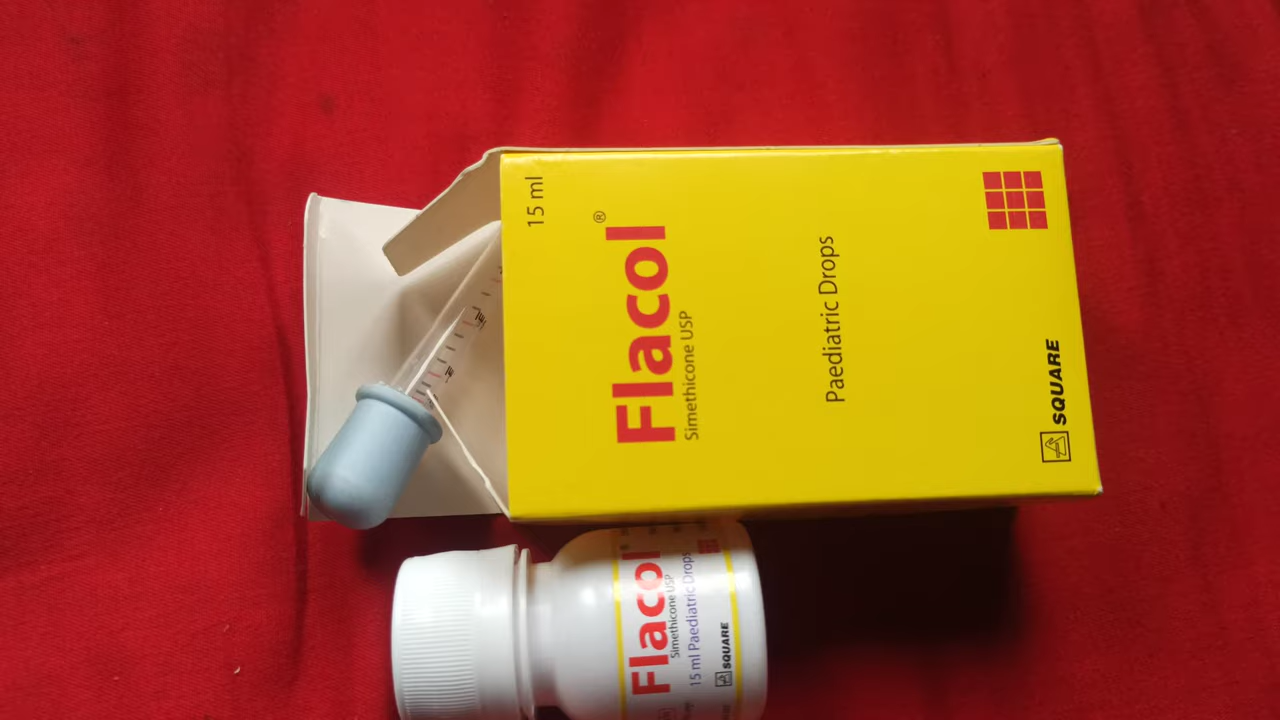 15 ml
Flacol®
Simethicone USP
Paediatric Drops
SQUARE
Flacol®
Simethicone USP
15 ml Paediatric Drops
SQUARE